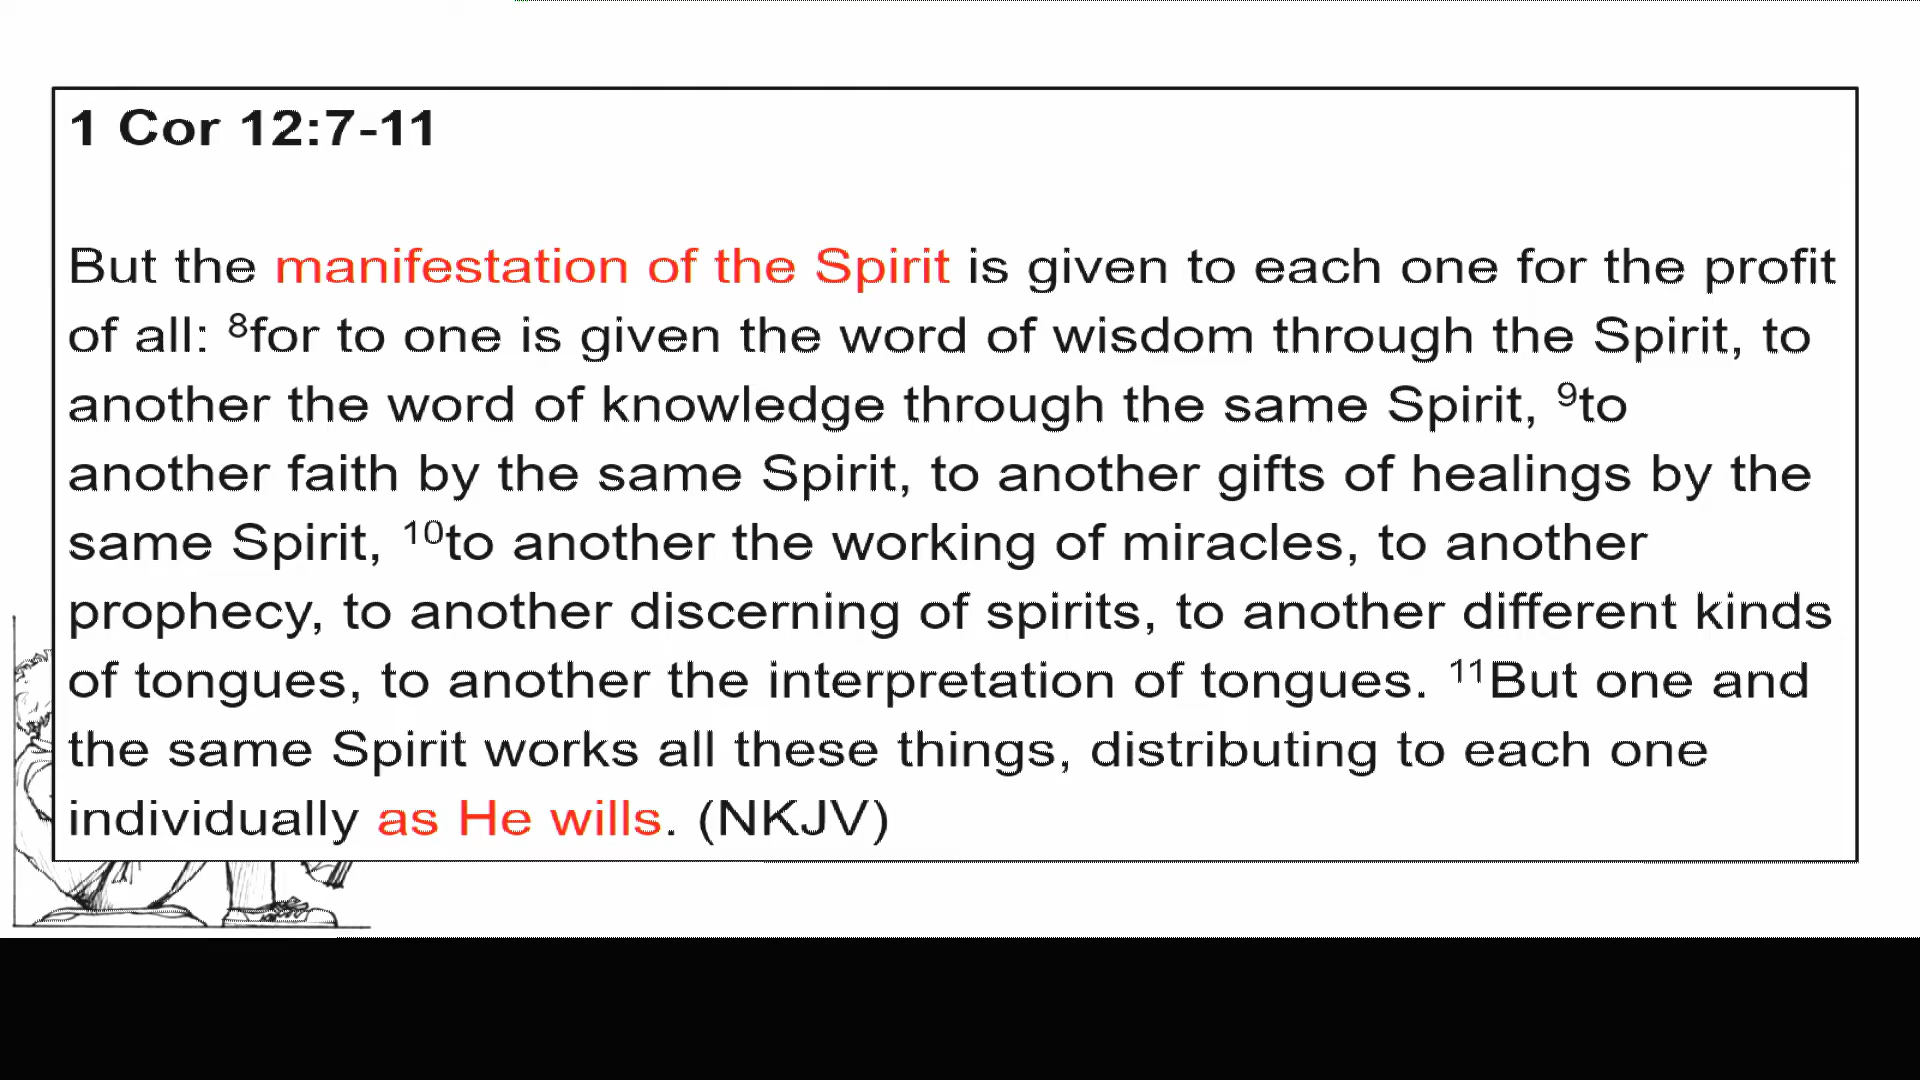 1 Cor 12:7-11
But the manifestation of the Spirit is given to each one for the profit
of all: ⁸for to one is given the word of wisdom through the Spirit, to
another the word of knowledge through the same Spirit, ⁹to
another faith by the same Spirit, to another gifts of healings by the
same Spirit, ¹⁰to another the working of miracles, to another
prophecy, to another discerning of spirits, to another different kinds
of tongues, to another the interpretation of tongues. ¹¹But one and
the same Spirit works all these things, distributing to each one
individually as He wills. (NKJV)